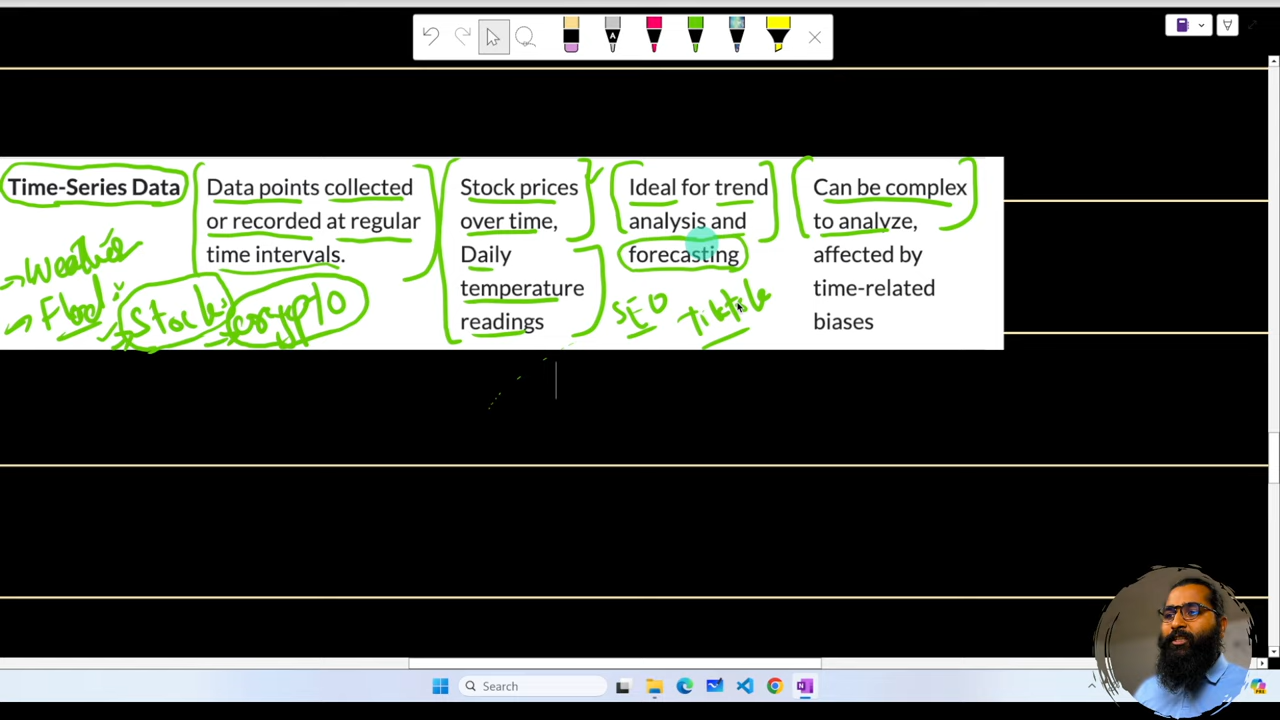 Time-Series Data
Data points collected
or recorded at regular
time intervals.
Stock prices
over time,
Daily
temperature
readings
Ideal for trend
analysis and
forecasting
Can be complex
to analyze,
affected by
time-related
biases
Weather
Flood
Stock
crypto
SEO
Search